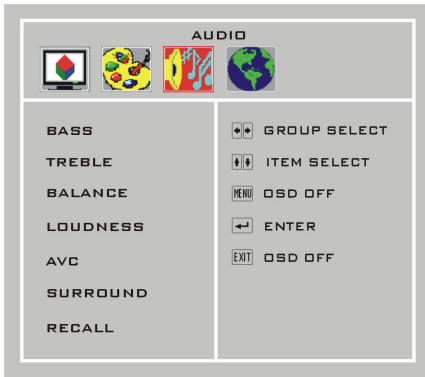 AUDIO
BASS
TREBLE
BALANCE
LOUDNESS
AVC
SURROUND
RECALL
GROUP SELECT
ITEM SELECT
MENU OSD OFF
ENTER
EXIT OSD OFF